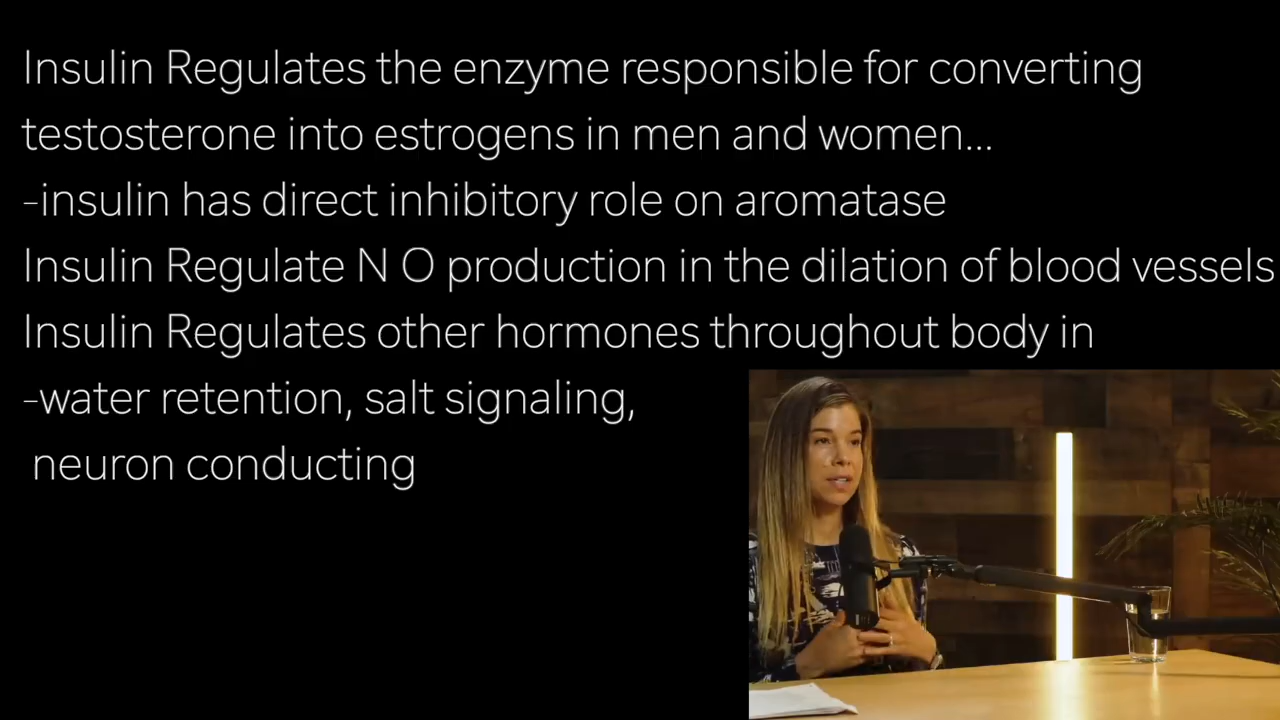 Insulin Regulates the enzyme responsible for converting
testosterone into estrogens in men and women...
-insulin has direct inhibitory role on aromatase
Insulin Regulate N O production in the dilation of blood vessels
Insulin Regulates other hormones throughout body in
-water retention, salt signaling,
neuron conducting